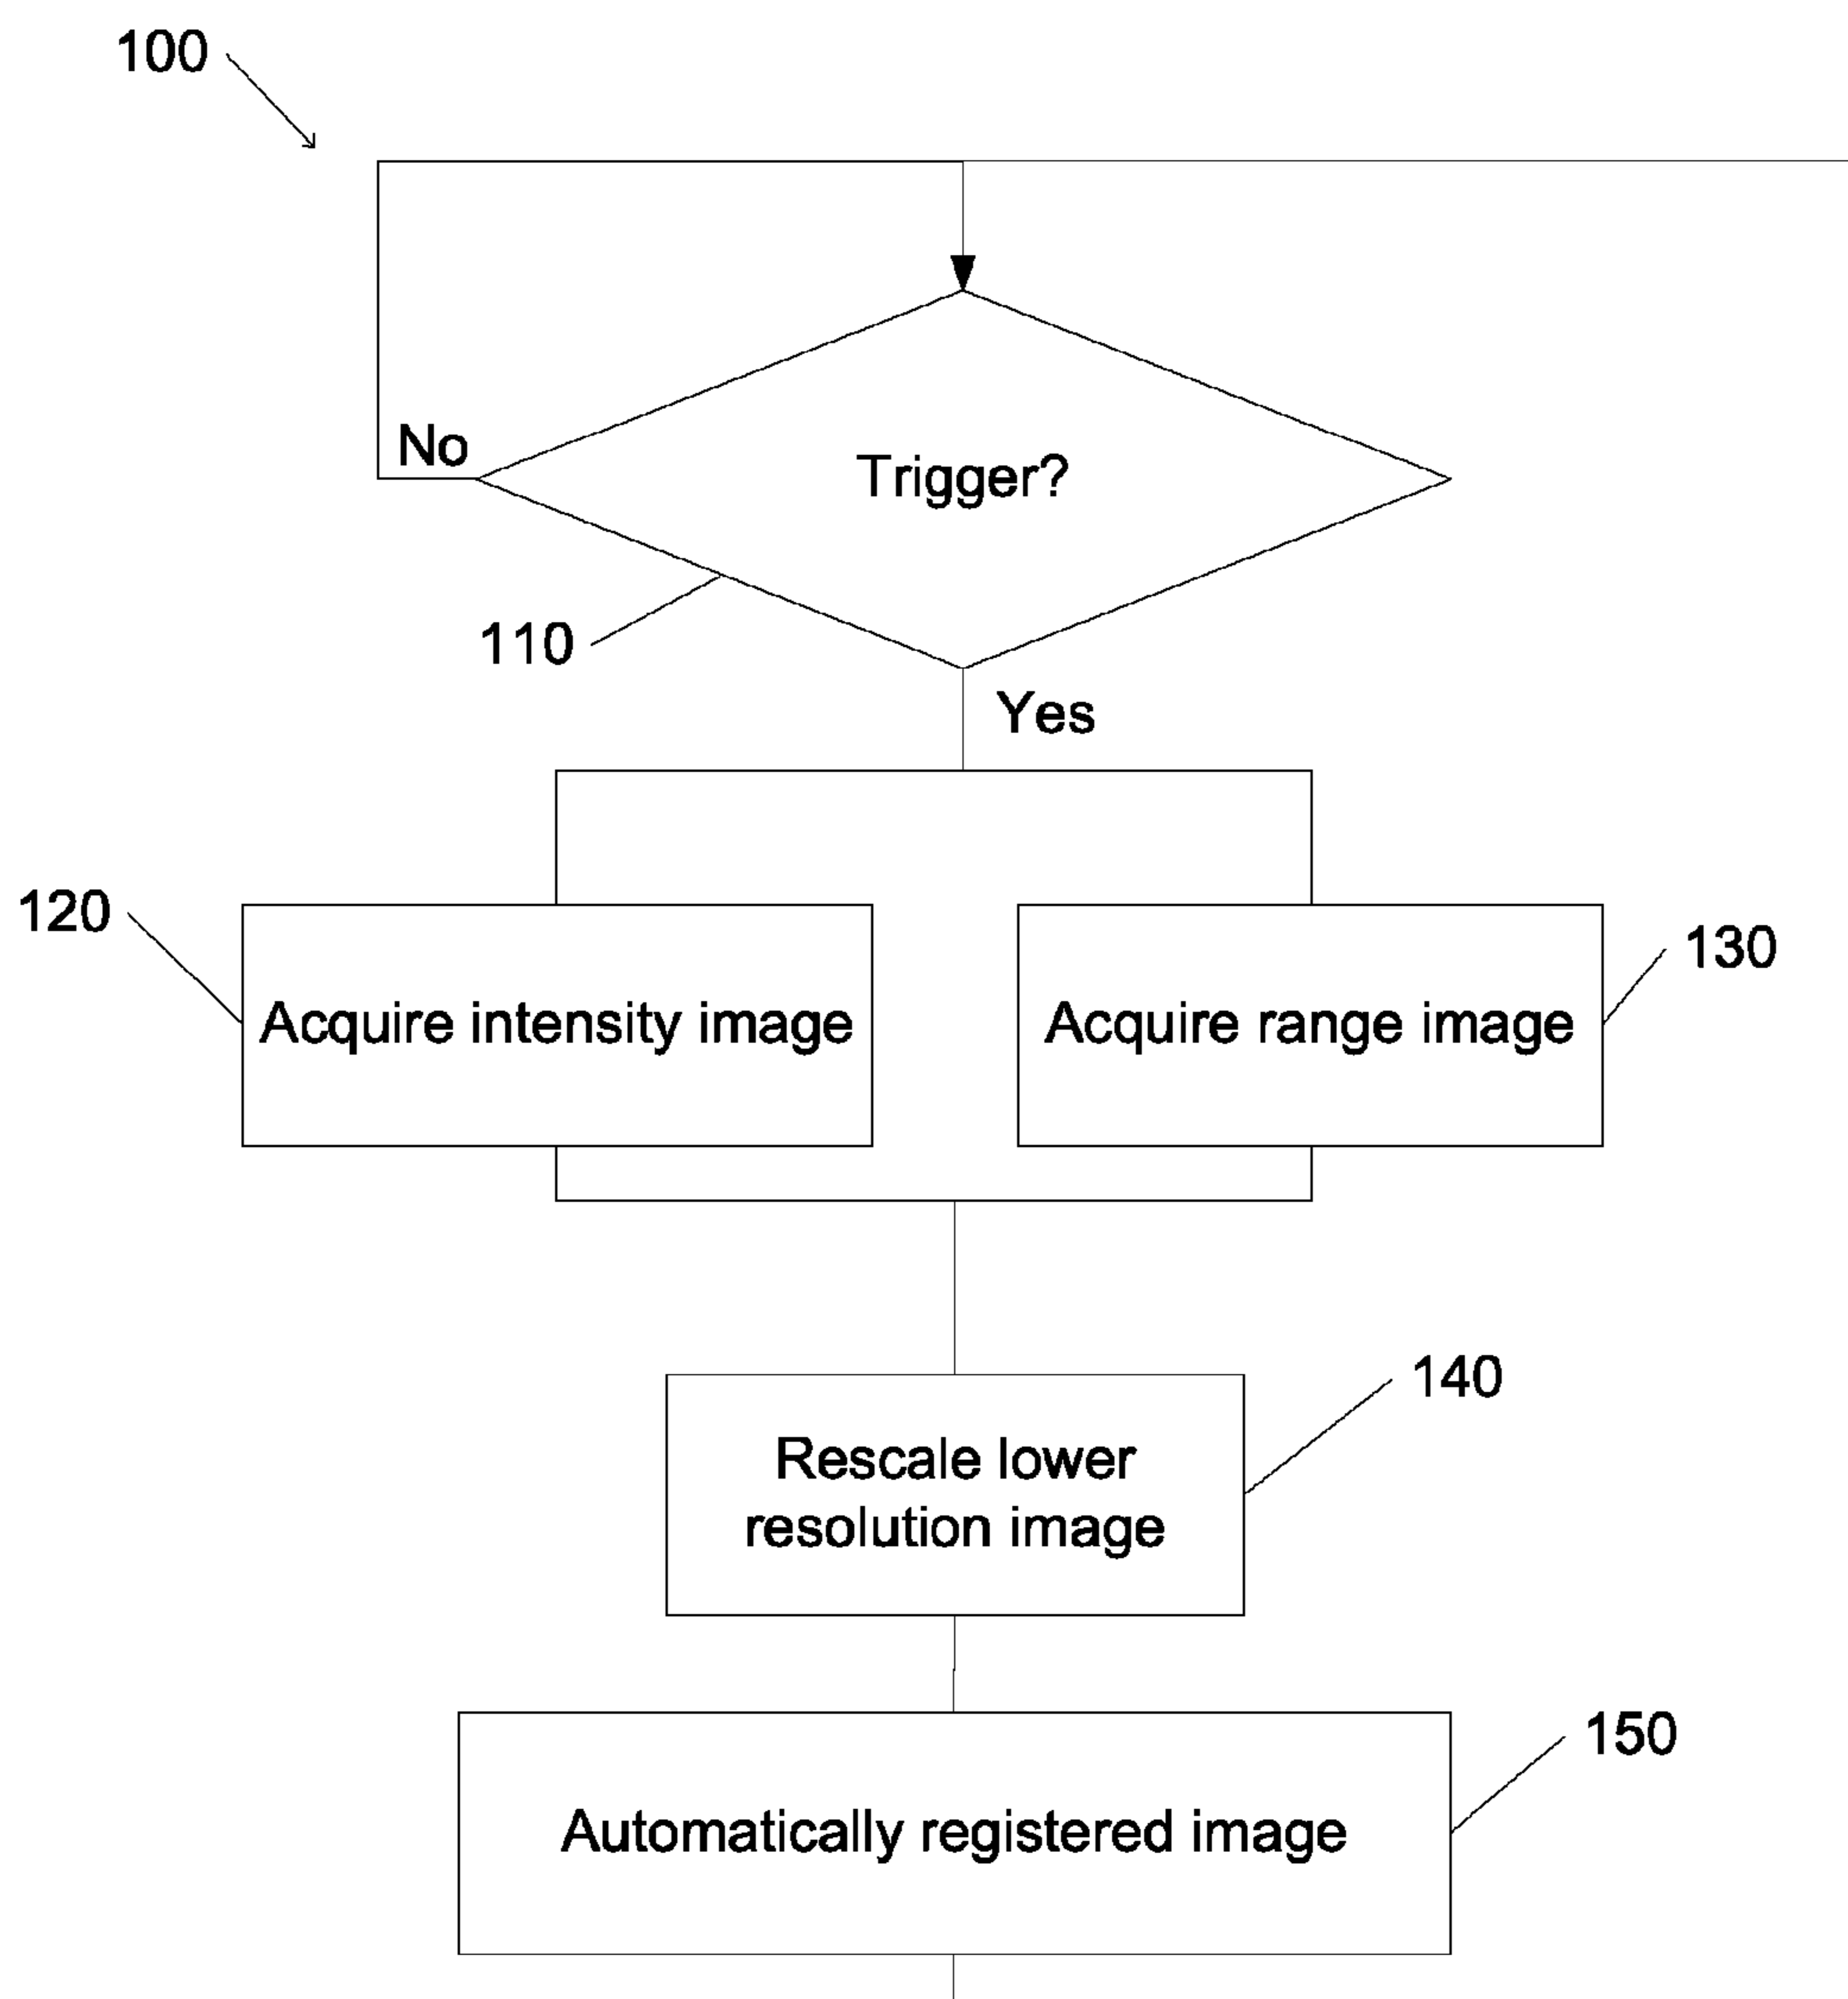 100
No
Trigger?
110
Yes
120
130
Acquire intensity image
Acquire range image
140
Rescale lower
resolution image
150
Automatically registered image